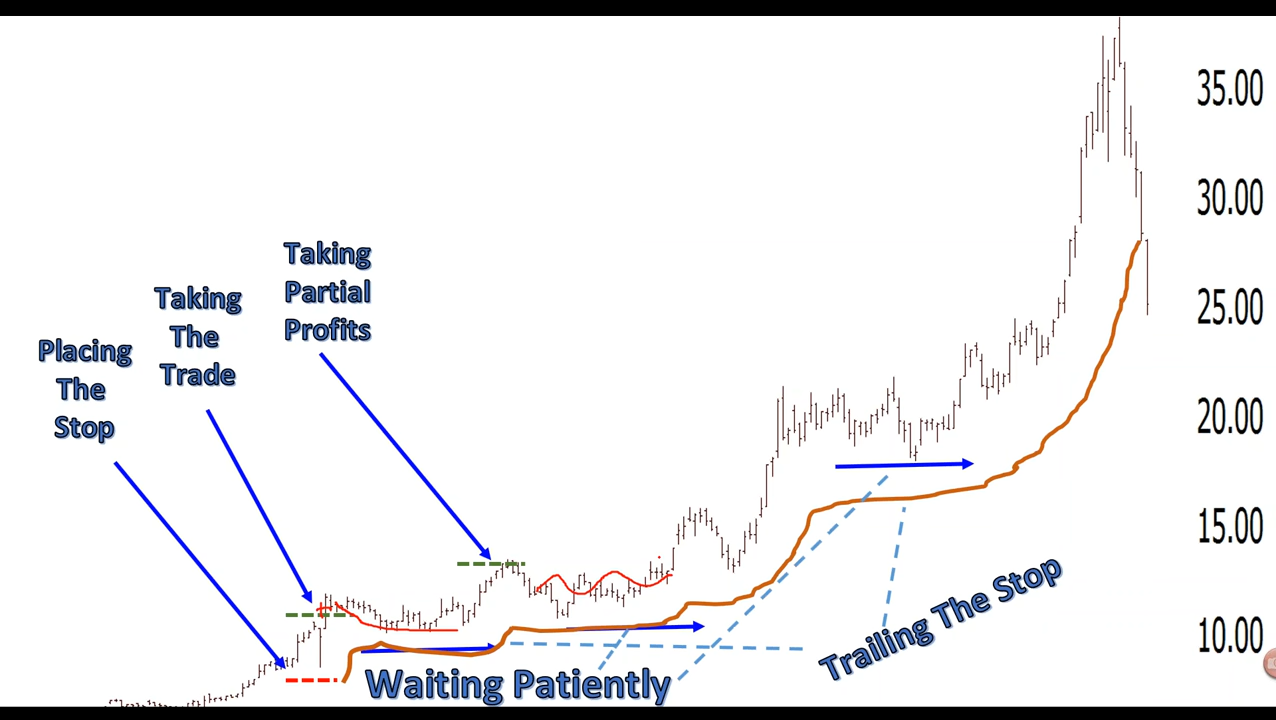 Taking
Partial
Profits
Taking
The
Trade
Placing
The
Stop
Waiting Patiently
Trailing The Stop
35.00
30.00
25.00
20.00
15.00
10.00